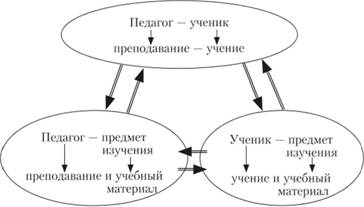 Педагог — ученик
преподавание — учение
Педагог — предмет
изучения
преподавание и учебный
материал
Ученик — предмет
изучения
учение и учебный
материал